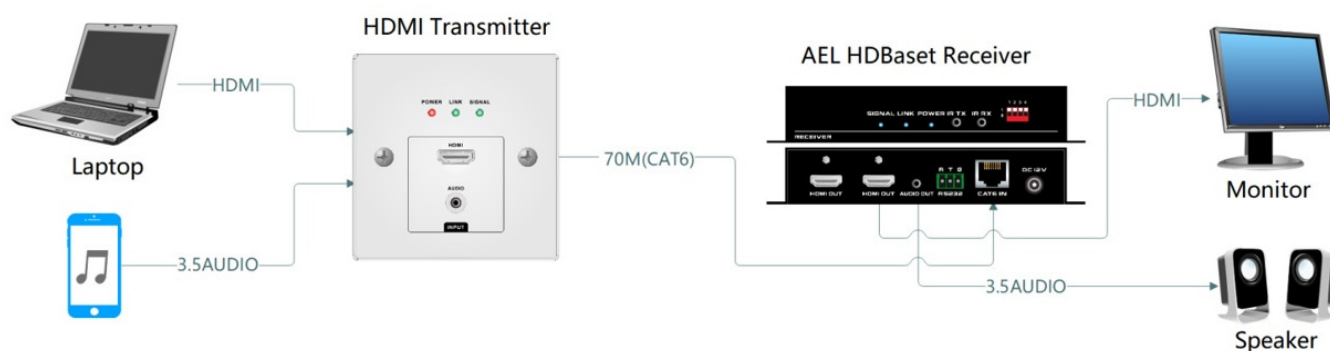 HDMI Transmitter
AEL HDBaset Receiver
HDMI
Laptop
3.5AUDIO
POWER LINK SIGNAL
HDMI
AUDIO
INPUT
70M(CAT6)
SIGNAL LINK POWER IR TX IR RX
1 2 3 4
RECEIVER
R T G
HDMI OUT HDMI OUT AUDIO OUT RS232 CAT6 IN
DC12V
HDMI
Monitor
3.5AUDIO
Speaker